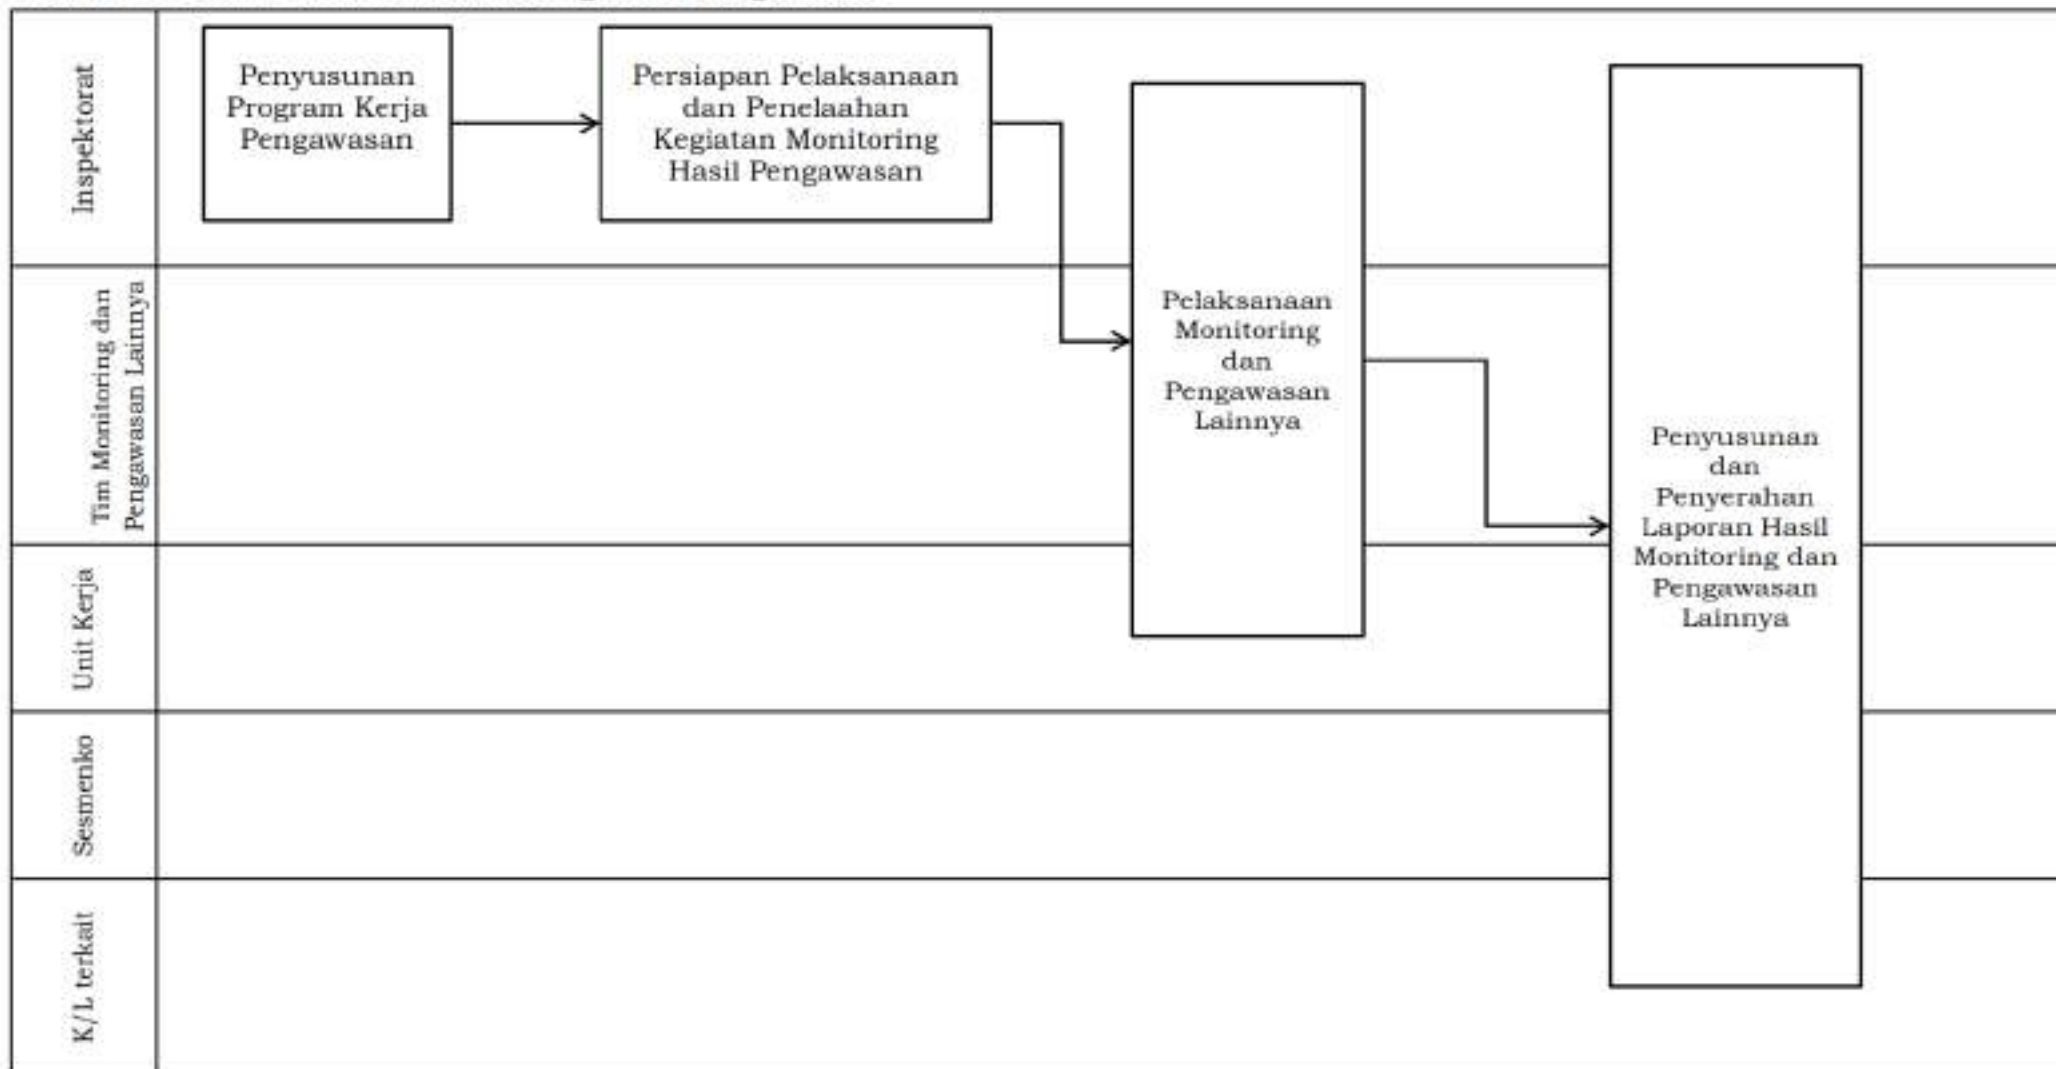 Inspektorat
Penyusunan
Program Kerja
Pengawasan
Persiapan Pelaksanaan
dan Penelaahan
Kegiatan Monitoring
Hasil Pengawasan
Tim Monitoring dan
Pengawasan Lainnya
Pelaksanaan
Monitoring
dan
Pengawasan
Lainnya
Penyusunan
dan
Penyerahan
Laporan Hasil
Monitoring dan
Pengawasan
Lainnya
Unit Kerja
Sesmenko
K/L terkait